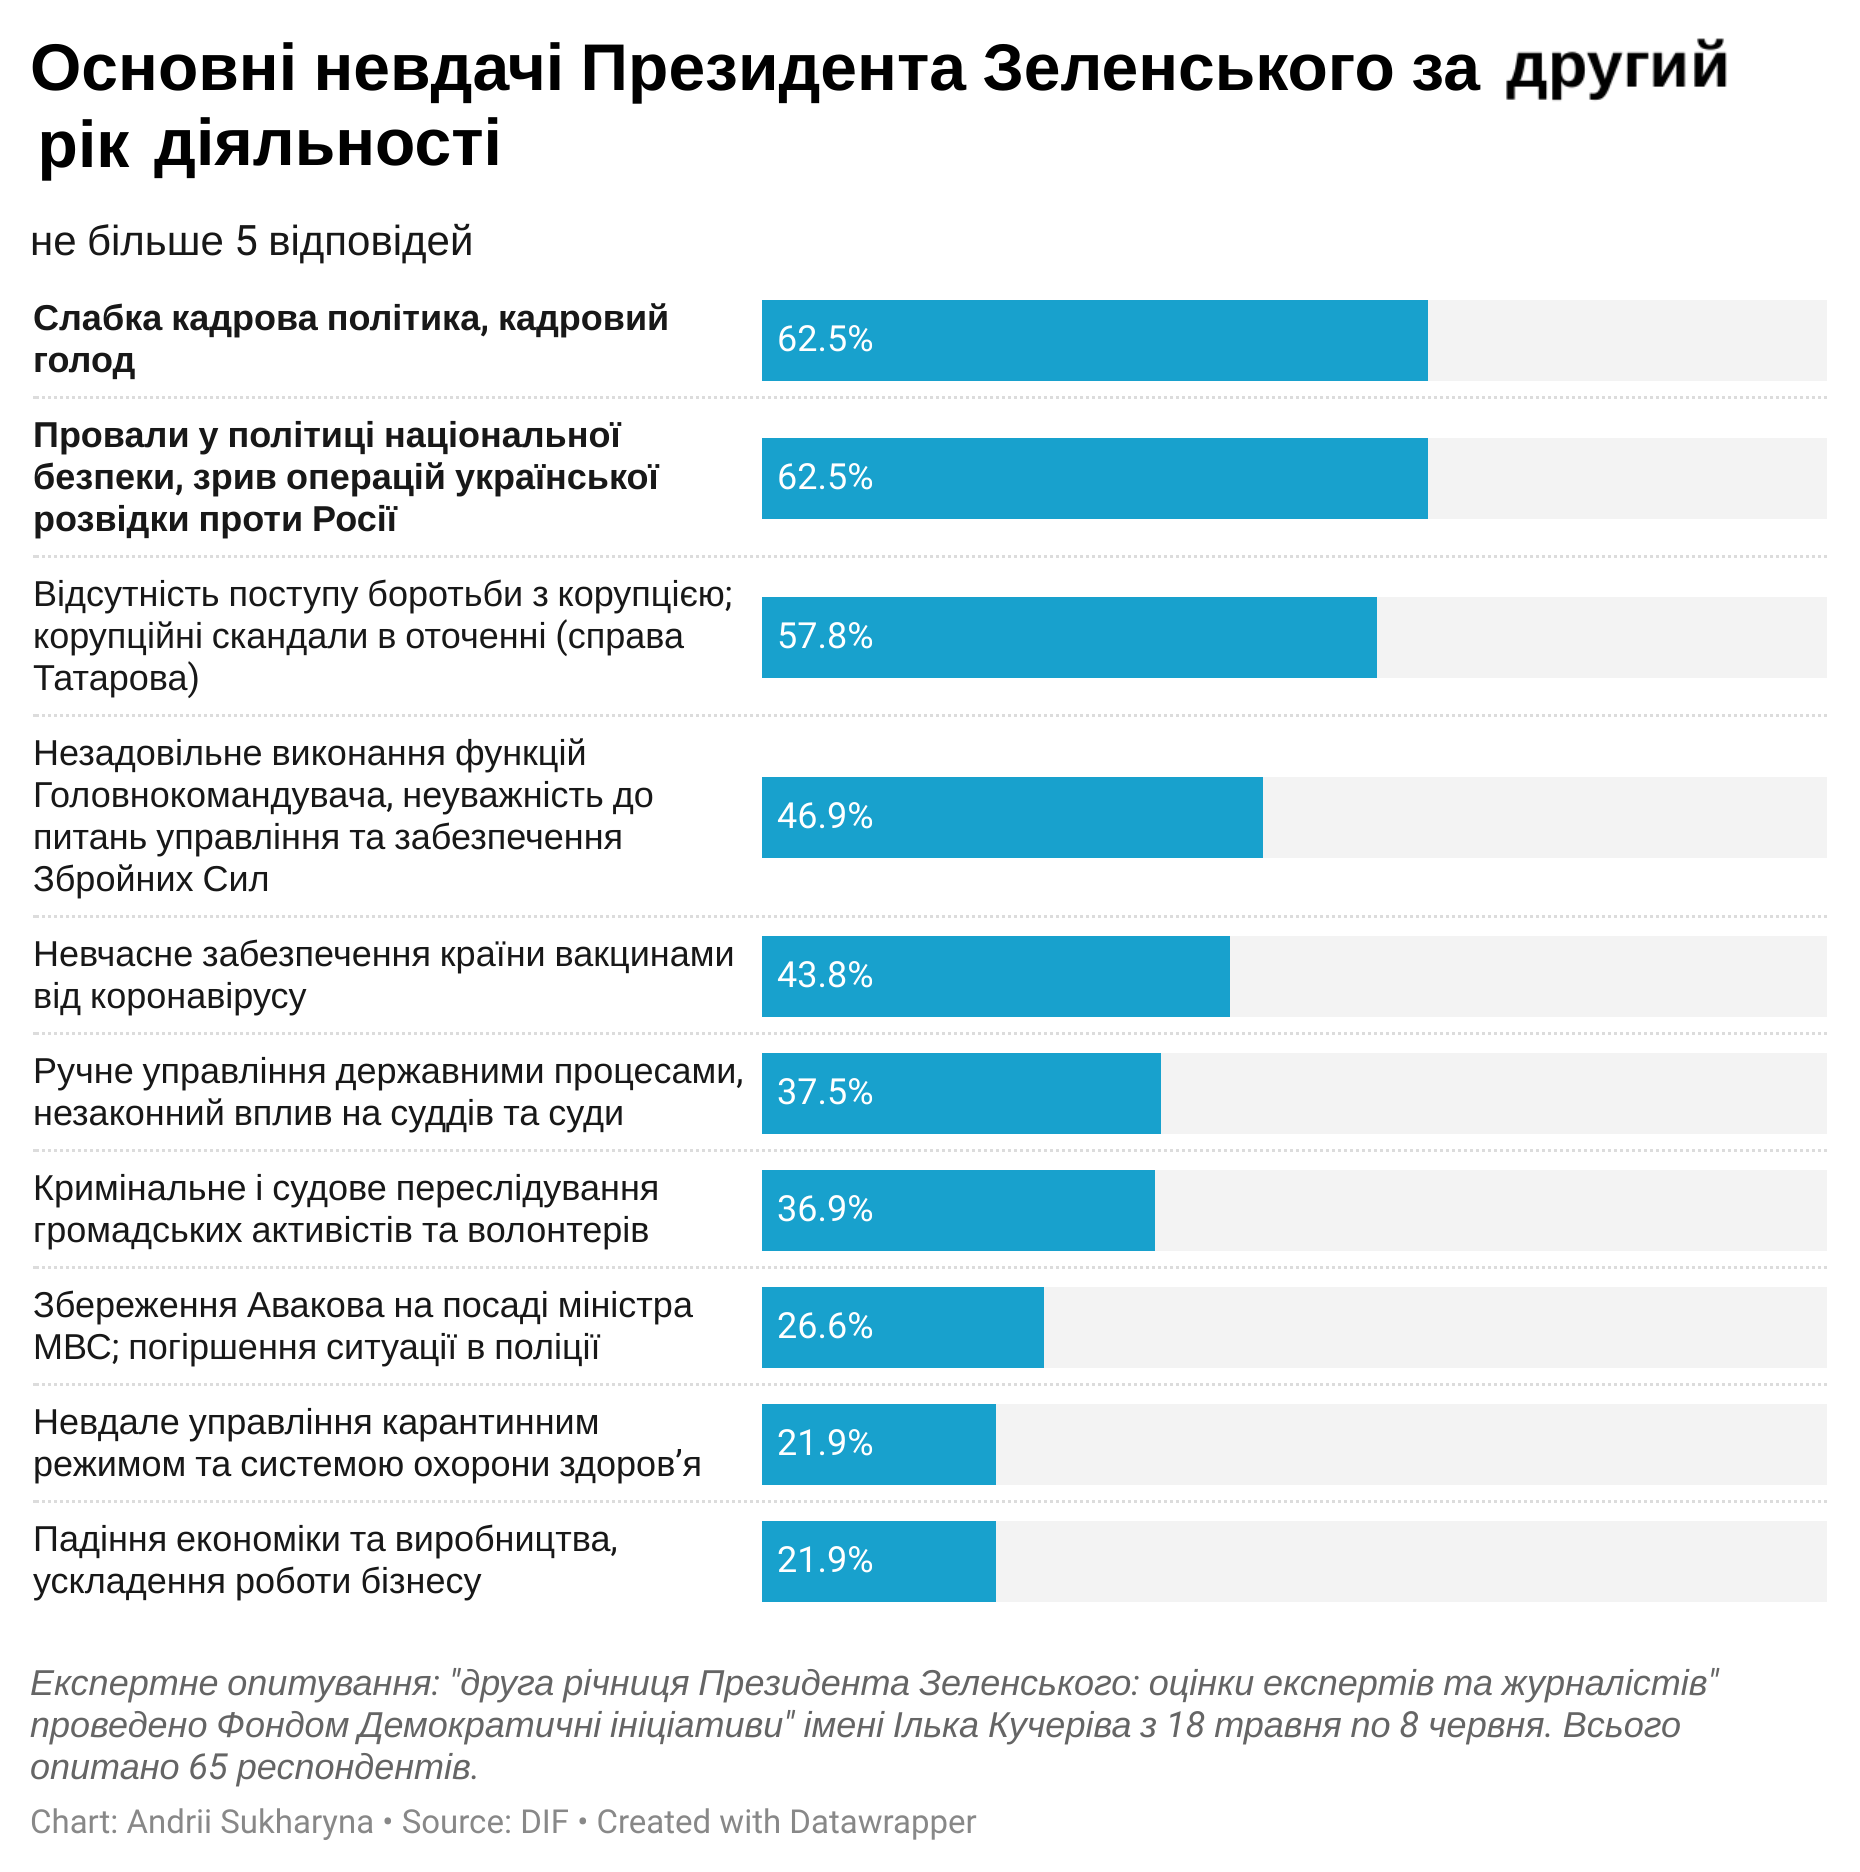 Основні невдачі Президента Зеленського за другий
рік діяльності
не більше 5 відповідей
Слабка кадрова політика, кадровий
голод
62.5%
Провали у політиці національної
безпеки, зрив операцій української
розвідки проти Росії
62.5%
Відсутність поступу боротьби з корупцією;
корупційні скандали в оточенні (справа
Татарова)
57.8%
Незадовільне виконання функцій
Головнокомандувача, неуважність до
питань управління та забезпечення
Збройних Сил
46.9%
Невчасне забезпечення країни вакцинами
від коронавірусу
43.8%
Ручне управління державними процесами,
незаконний вплив на суддів та суди
37.5%
Кримінальне і судове переслідування
громадських активістів та волонтерів
36.9%
Збереження Авакова на посаді міністра
МВС; погіршення ситуації в поліції
26.6%
Невдале управління карантинним
режимом та системою охорони здоров’я
21.9%
Падіння економіки та виробництва,
ускладення роботи бізнесу
21.9%
Експертне опитування: "друга річниця Президента Зеленського: оцінки експертів та журналістів"
проведено Фондом Демократичні ініціативи" імені Ілька Кучеріва з 18 травня по 8 червня. Всього
опитано 65 респондентів.
Chart: Andrii Sukharyna • Source: DIF • Created with Datawrapper